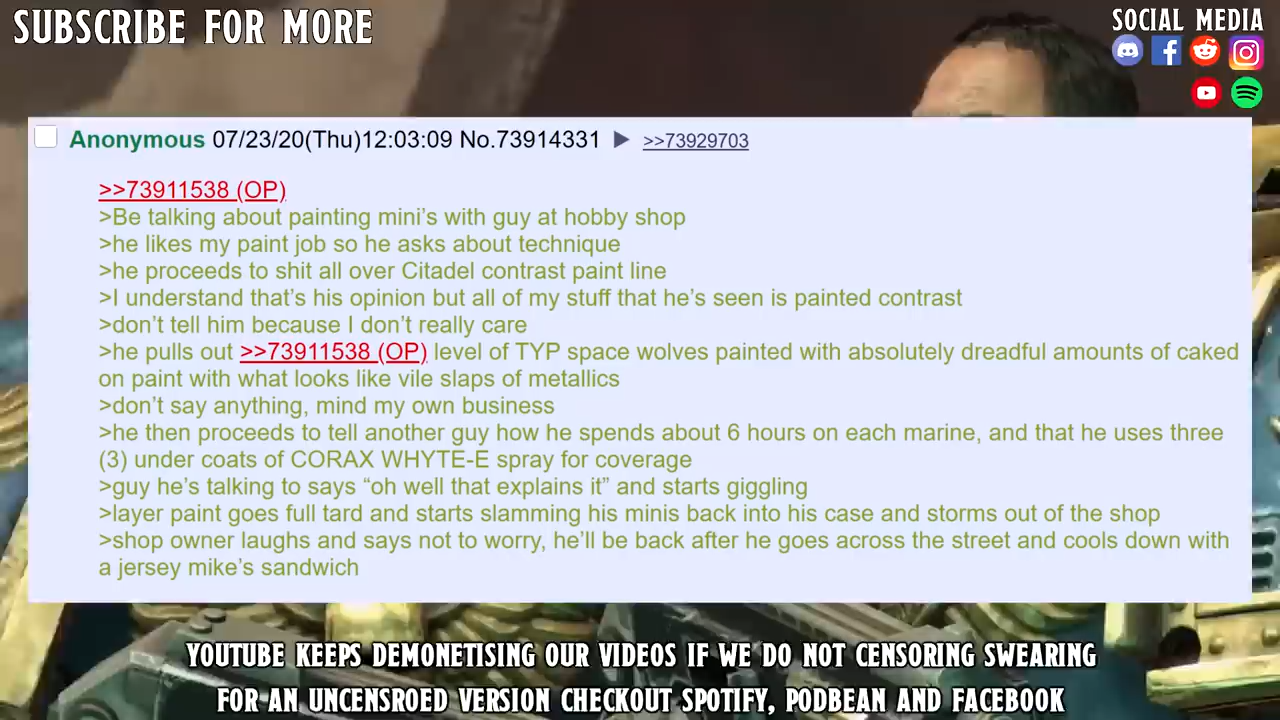 SUBSCRIBE FOR MORE
SOCIAL MEDIA
Anonymous 07/23/20(Thu)12:03:09 No.73914331 ▶ >>73929703
>>73911538 (OP)
>Be talking about painting mini’s with guy at hobby shop
>he likes my paint job so he asks about technique
>he proceeds to shit all over Citadel contrast paint line
>I understand that’s his opinion but all of my stuff that he’s seen is painted contrast
>don’t tell him because I don’t really care
>he pulls out >>73911538 (OP) level of TYP space wolves painted with absolutely dreadful amounts of caked
on paint with what looks like vile slaps of metallics
>don’t say anything, mind my own business
>he then proceeds to tell another guy how he spends about 6 hours on each marine, and that he uses three
(3) under coats of CORAX WHYTE-E spray for coverage
>guy he’s talking to says “oh well that explains it” and starts giggling
>layer paint goes full tard and starts slamming his minis back into his case and storms out of the shop
>shop owner laughs and says not to worry, he’ll be back after he goes across the street and cools down with
a jersey mike’s sandwich
YOUTUBE KEEPS DEMONETISING OUR VIDEOS IF WE DO NOT CENSORING SWEARING
FOR AN UNCENSROED VERSION CHECKOUT SPOTIFY, PODBEAN AND FACEBOOK